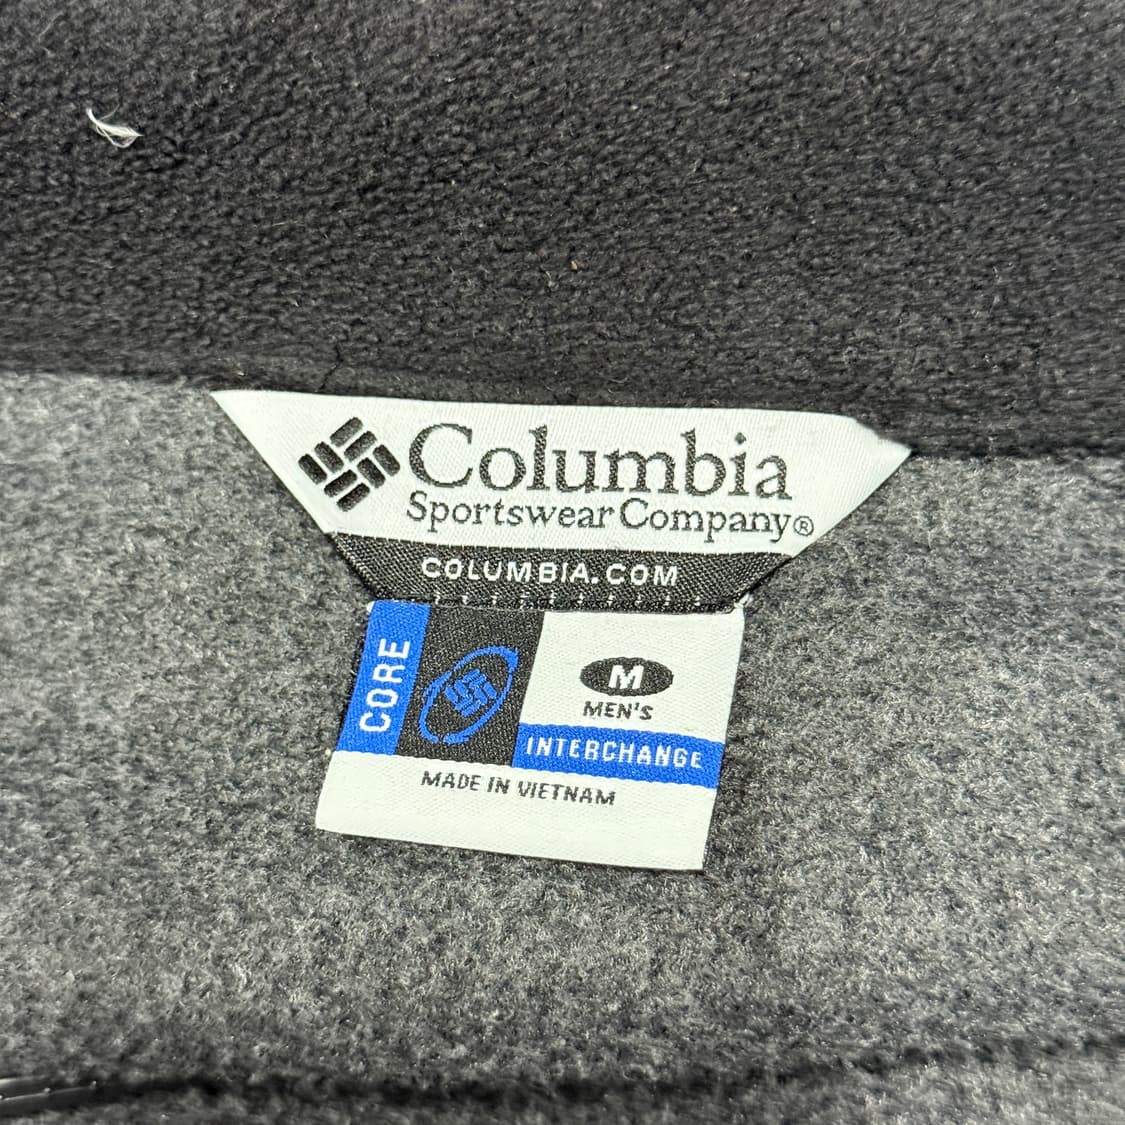 Columbia
Sportswear Company®
COLUMBIA.COM
CORE
M
MEN'S
INTERCHANGE
MADE IN VIETNAM